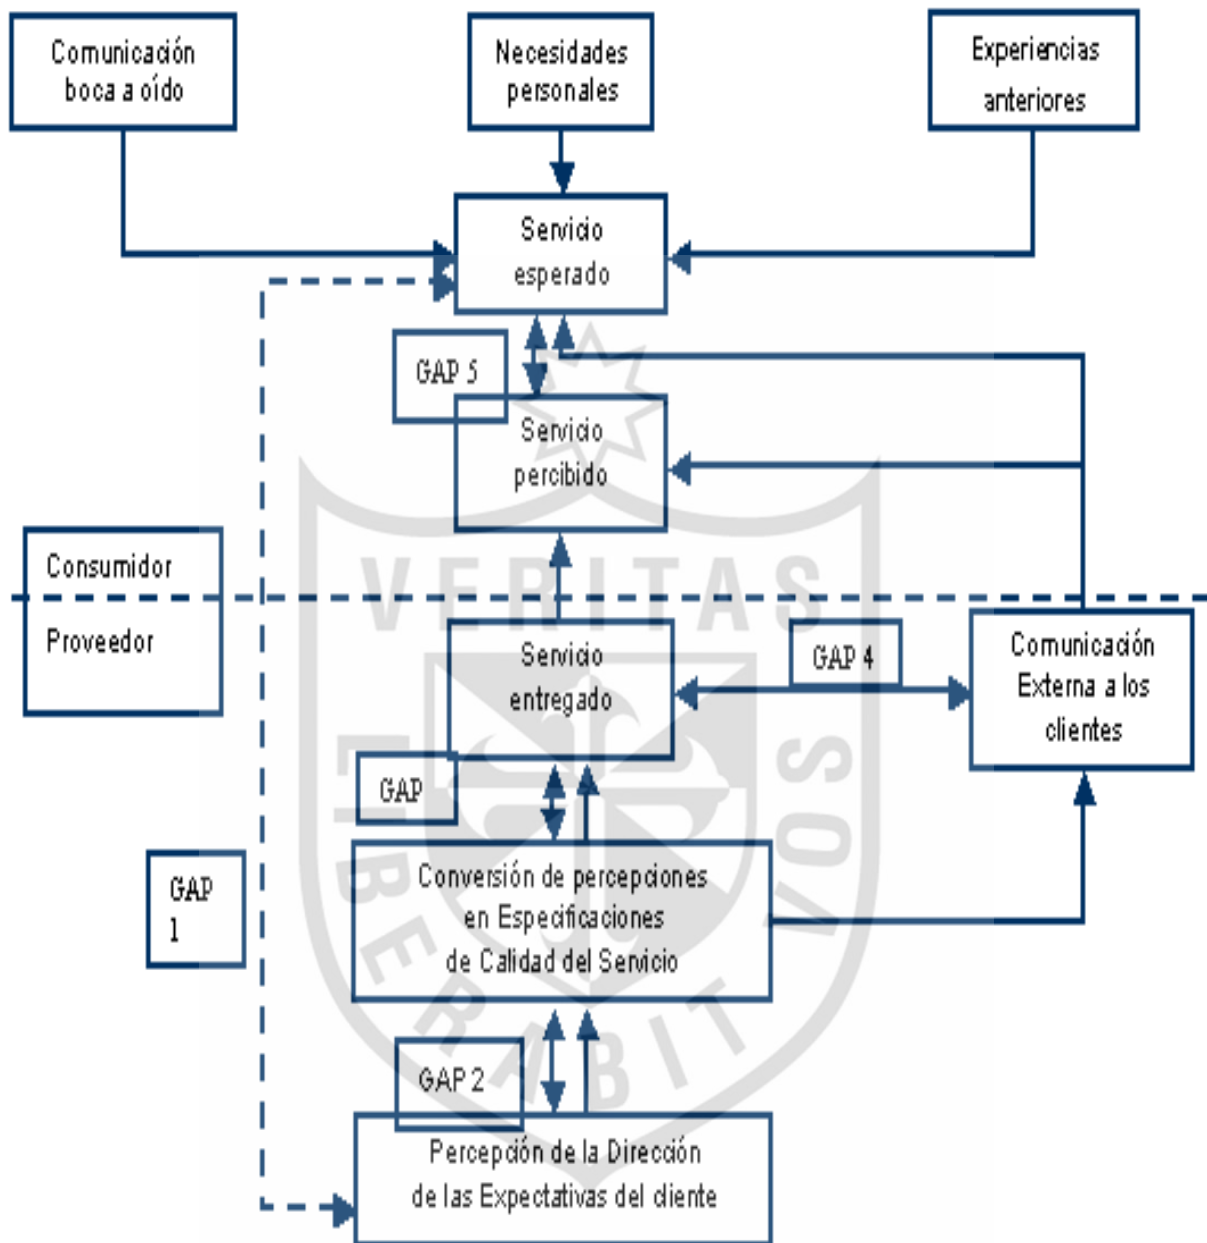 Comunicación
boca a oído
Necesidades
personales
Experiencias
anteriores
Servicio
esperado
GAP 5
Servicio
percibido
Consumidor
Proveedor
Servicio
entregado
GAP 4
Comunicación
Externa a los
clientes
GAP
GAP
1
Conversión de percepciones
en Especificaciones
de Calidad del Servicio
GAP 2
Percepción de la Dirección
de las Expectativas del cliente
VERITAS
LIBERABIT
VOS